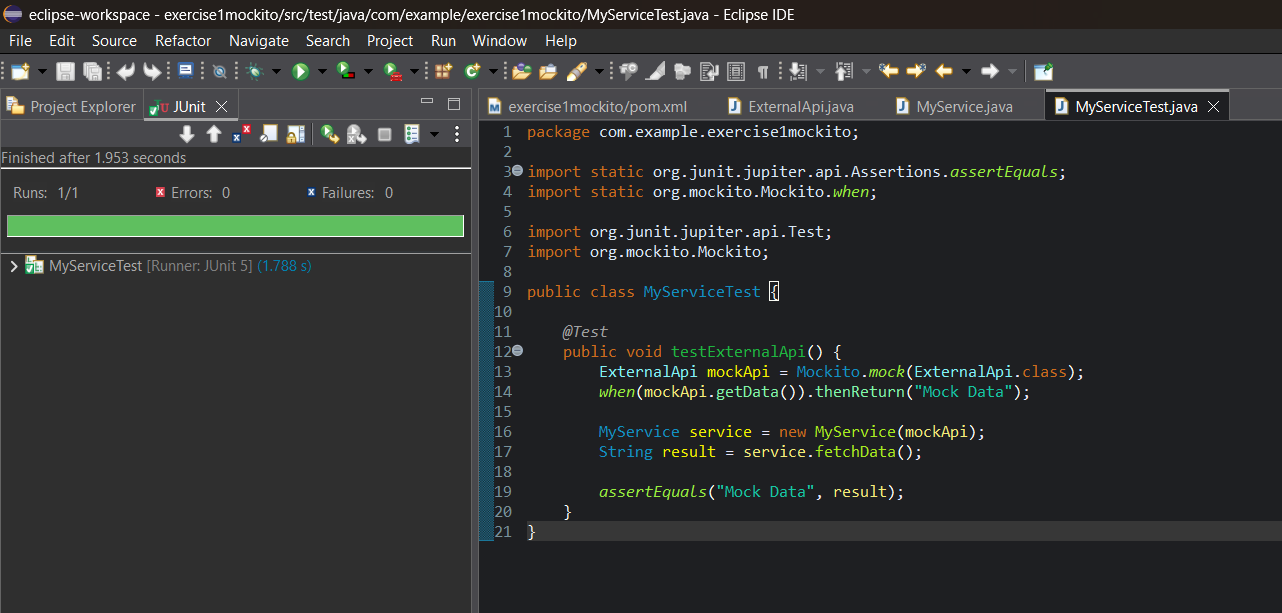 eclipse-workspace - exercise1mockito/src/test/java/com/example/exercise1mockito/MyServiceTest.java - Eclipse IDE
File Edit Source Refactor Navigate Search Project Run Window Help
Project Explorer JUnit
Finished after 1.953 seconds
Runs: 1/1 Errors: 0 Failures: 0
MyServiceTest [Runner: JUnit 5] (1.788 s)
exercise1mockito/pom.xml ExternalApi.java MyService.java MyServiceTest.java
1 package com.example.exercise1mockito;
2
3 import static org.junit.jupiter.api.Assertions.assertEquals;
4 import static org.mockito.Mockito.when;
5
6 import org.junit.jupiter.api.Test;
7 import org.mockito.Mockito;
8
9 public class MyServiceTest {
10
11     @Test
12     public void testExternalApi() {
13         ExternalApi mockApi = Mockito.mock(ExternalApi.class);
14         when(mockApi.getData()).thenReturn("Mock Data");
15
16         MyService service = new MyService(mockApi);
17         String result = service.fetchData();
18
19         assertEquals("Mock Data", result);
20     }
21 }